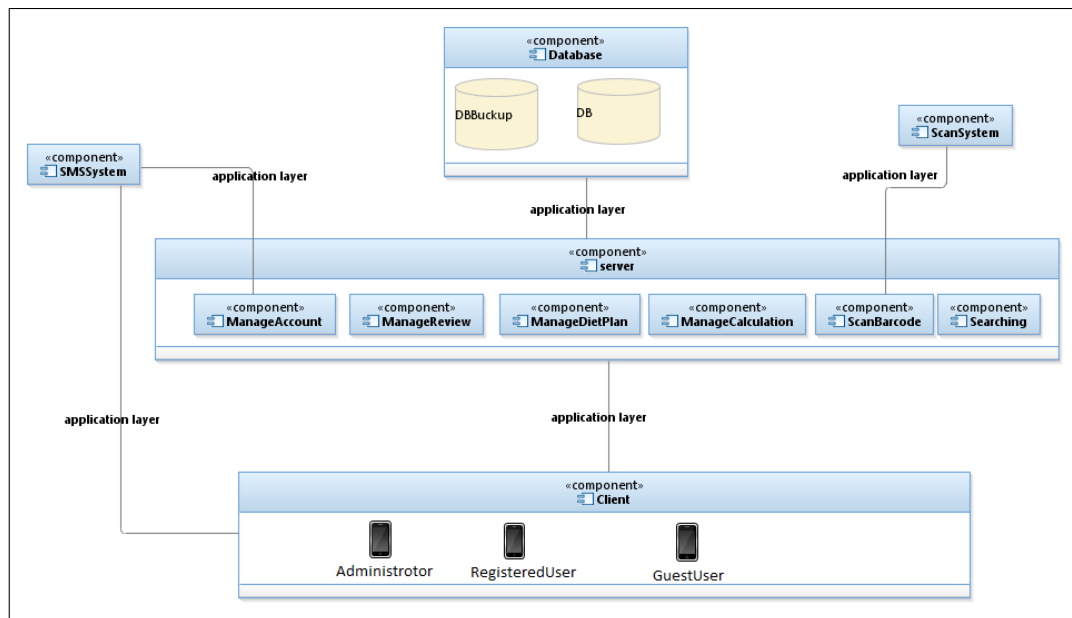 «component»
Database
DBBuckup
DB
«component»
ScanSystem
«component»
SMSSystem
application layer
application layer
application layer
«component»
server
«component»
ManageAccount
«component»
ManageReview
«component»
ManageDietPlan
«component»
ManageCalculation
«component»
ScanBarcode
«component»
Searching
application layer
application layer
«component»
Client
Administrotor
RegisteredUser
GuestUser